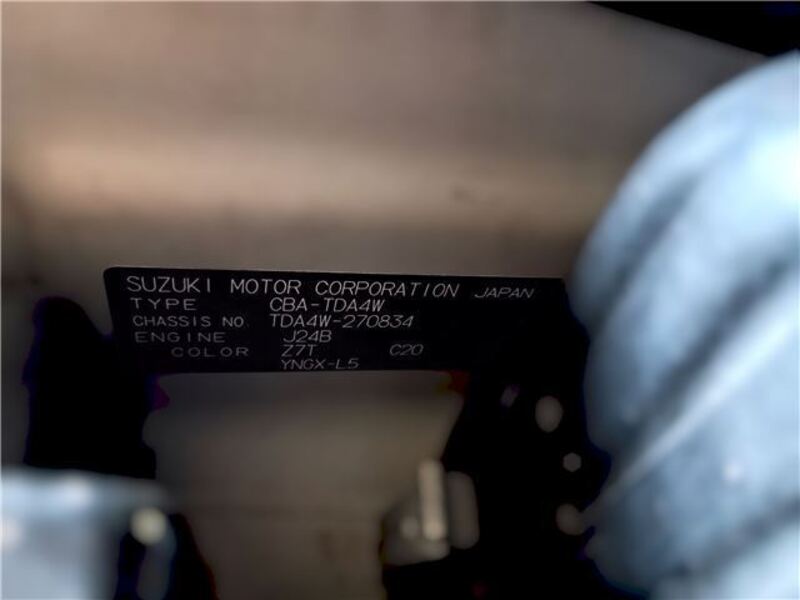 SUZUKI MOTOR CORPORATION JAPAN
TYPE CBA-TDA4W
CHASSIS NO. TDA4W-270834
ENGINE J24B
COLOR Z7T C20
YNGX-L5